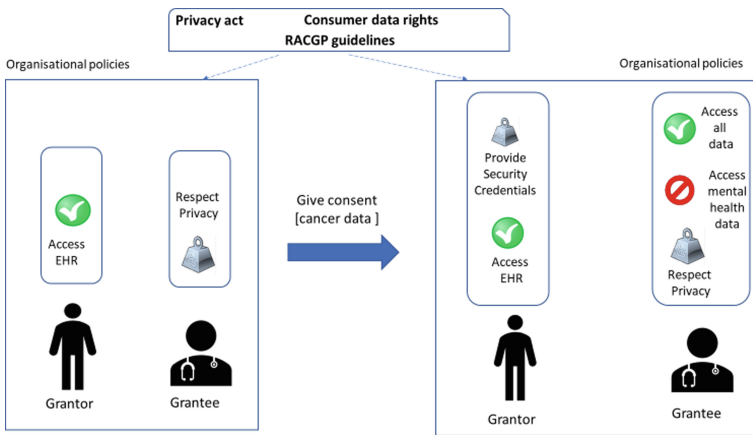 Privacy act Consumer data rights
RACGP guidelines
Organisational policies
Organisational policies
Access
EHR
Respect
Privacy
Grantor
Grantee
Give consent
[cancer data ]
Provide
Security
Credentials
Access
EHR
Access
all
data
Access
mental
health
data
Respect
Privacy
Grantor
Grantee